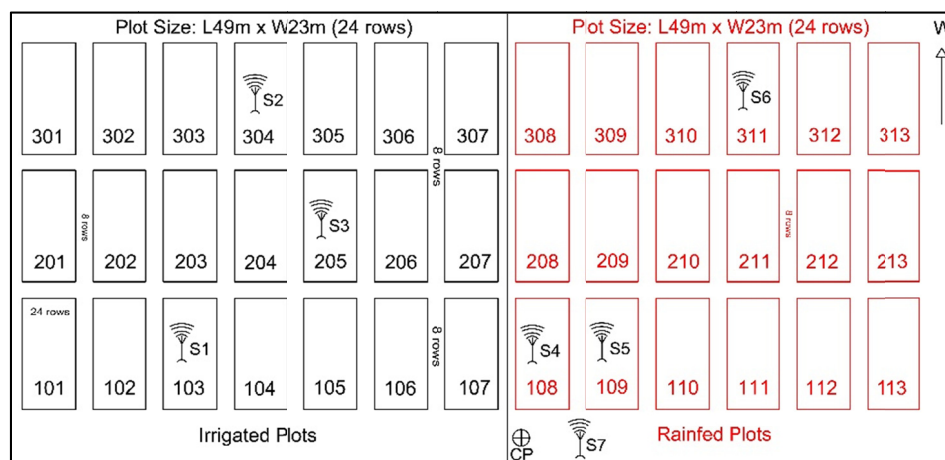 Plot Size: L49m x W23m (24 rows)
Plot Size: L49m x W23m (24 rows)
W
S2
S6
301 302 303 304 305 306 307
308 309 310 311 312 313
8 rows
S3
8 rows
8 rows
201 202 203 204 205 206 207
208 209 210 211 212 213
24 rows
S1
8 rows
S4
S5
101 102 103 104 105 106 107
108 109 110 111 112 113
Irrigated Plots
CP
S7
Rainfed Plots